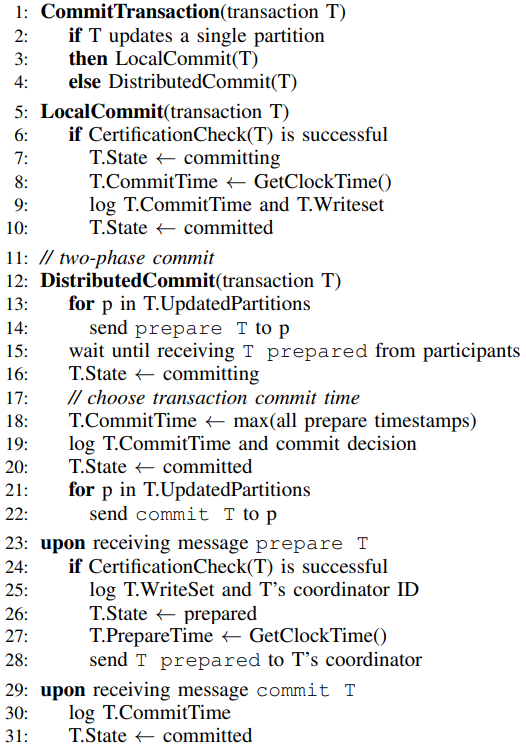 1: CommitTransaction(transaction T)
2: if T updates a single partition
3: then LocalCommit(T)
4: else DistributedCommit(T)
5: LocalCommit(transaction T)
6: if CertificationCheck(T) is successful
7: T.State ← committing
8: T.CommitTime ← GetClockTime()
9: log T.CommitTime and T.Writeset
10: T.State ← committed
11: // two-phase commit
12: DistributedCommit(transaction T)
13: for p in T.UpdatedPartitions
14: send prepare T to p
15: wait until receiving T prepared from participants
16: T.State ← committing
17: // choose transaction commit time
18: T.CommitTime ← max(all prepare timestamps)
19: log T.CommitTime and commit decision
20: T.State ← committed
21: for p in T.UpdatedPartitions
22: send commit T to p
23: upon receiving message prepare T
24: if CertificationCheck(T) is successful
25: log T.WriteSet and T's coordinator ID
26: T.State ← prepared
27: T.PrepareTime ← GetClockTime()
28: send T prepared to T's coordinator
29: upon receiving message commit T
30: log T.CommitTime
31: T.State ← committed